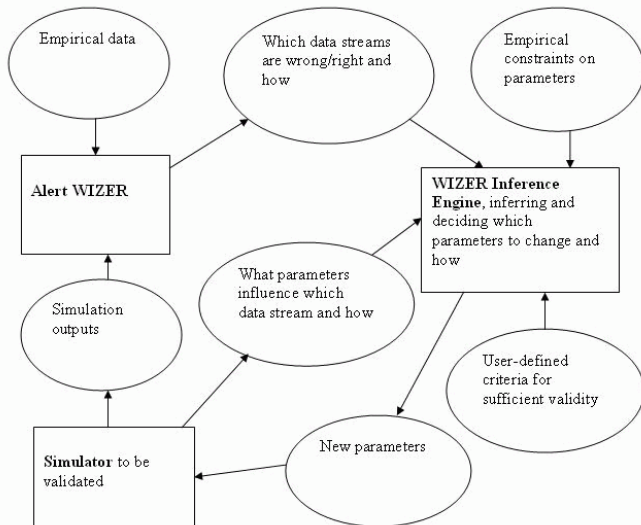 Empirical data
Which data streams
are wrong/right and
how
Empirical
constraints on
parameters
Alert WIZER
WIZER Inference
Engine, inferring and
deciding which
parameters to change and
how
What parameters
influence which
data stream and how
Simulation
outputs
User-defined
criteria for
sufficient validity
New parameters
Simulator to be
validated